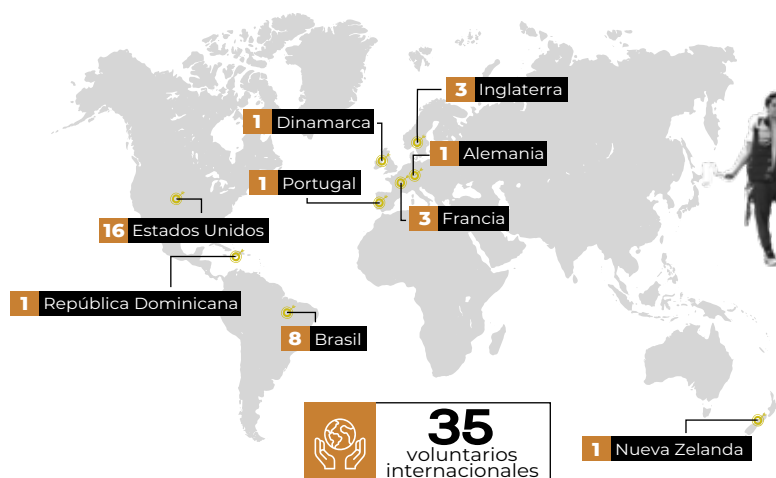 3 Inglaterra
1 Dinamarca
1 Alemania
1 Portugal
3 Francia
16 Estados Unidos
1 República Dominicana
8 Brasil
35
voluntarios
internacionales
1 Nueva Zelanda